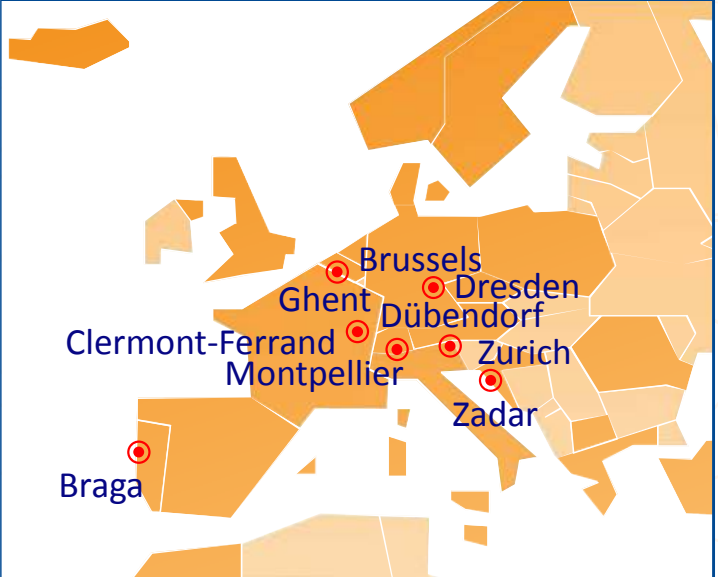 Brussels
Ghent
Dresden
Dübendorf
Clermont-Ferrand
Zurich
Montpellier
Zadar
Braga